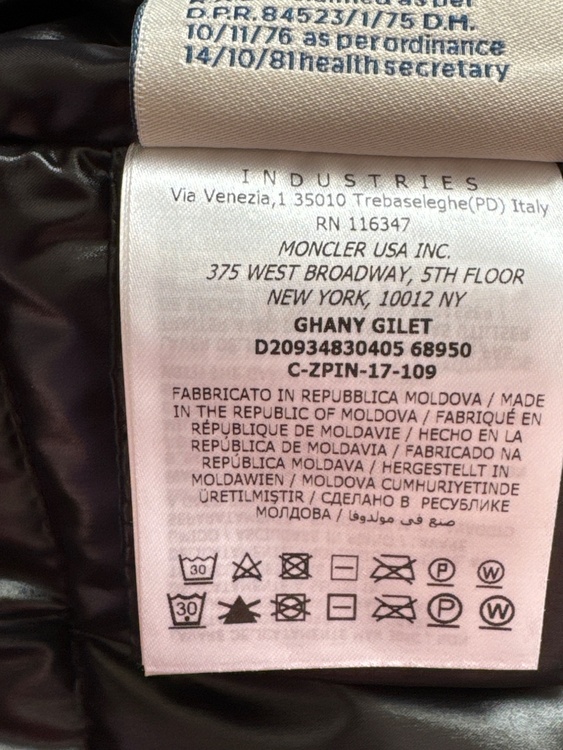 D.P.R. 84523/1/75 D.M.
10/11/76 as per ordinance
14/10/81 health secretary
INDUSTRIES
Via Venezia,1 35010 Trebaseleghe(PD) Italy
RN 116347
MONCLER USA INC.
375 WEST BROADWAY, 5TH FLOOR
NEW YORK, 10012 NY
GHANY GILET
D20934830405 68950
C-ZPIN-17-109
FABBRICATO IN REPUBBLICA MOLDOVA / MADE
IN THE REPUBLIC OF MOLDOVA / FABRIQUÉ EN
RÉPUBLIQUE DE MOLDAVIE / HECHO EN LA
REPÚBLICA DE MOLDAVIA / FABRICADO NA
REPÚBLICA MOLDAVA / HERGESTELLT IN
MOLDAWIEN / MOLDOVA CUMHURIYETINDE
ÜRETILMIŞTIR / СДЕЛАНО В РЕСУБЛИКЕ
МОЛДОВА / صنع في مولدوفا
30 P W
30 P W